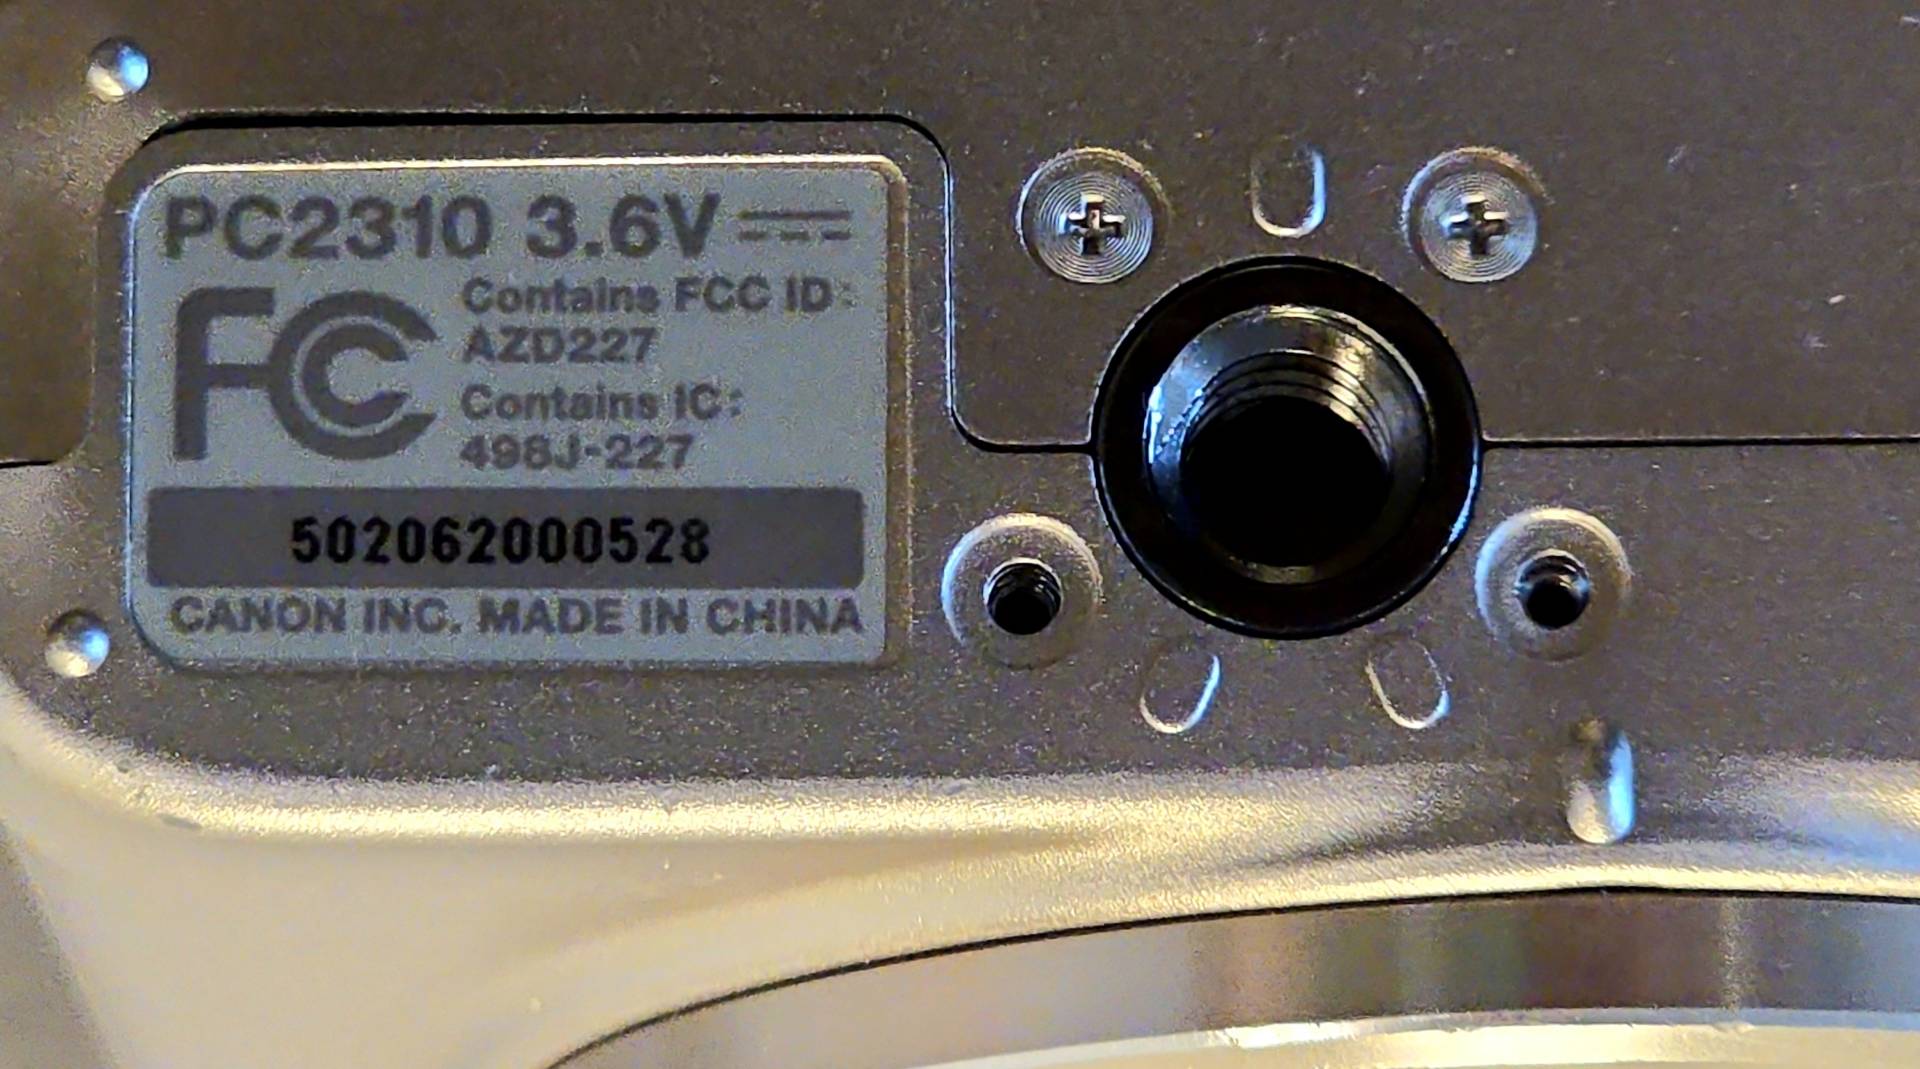 PC2310 3.6V
FC Contains FCC ID:
AZD227
Contains IC:
498J-227
502062000528
CANON INC. MADE IN CHINA